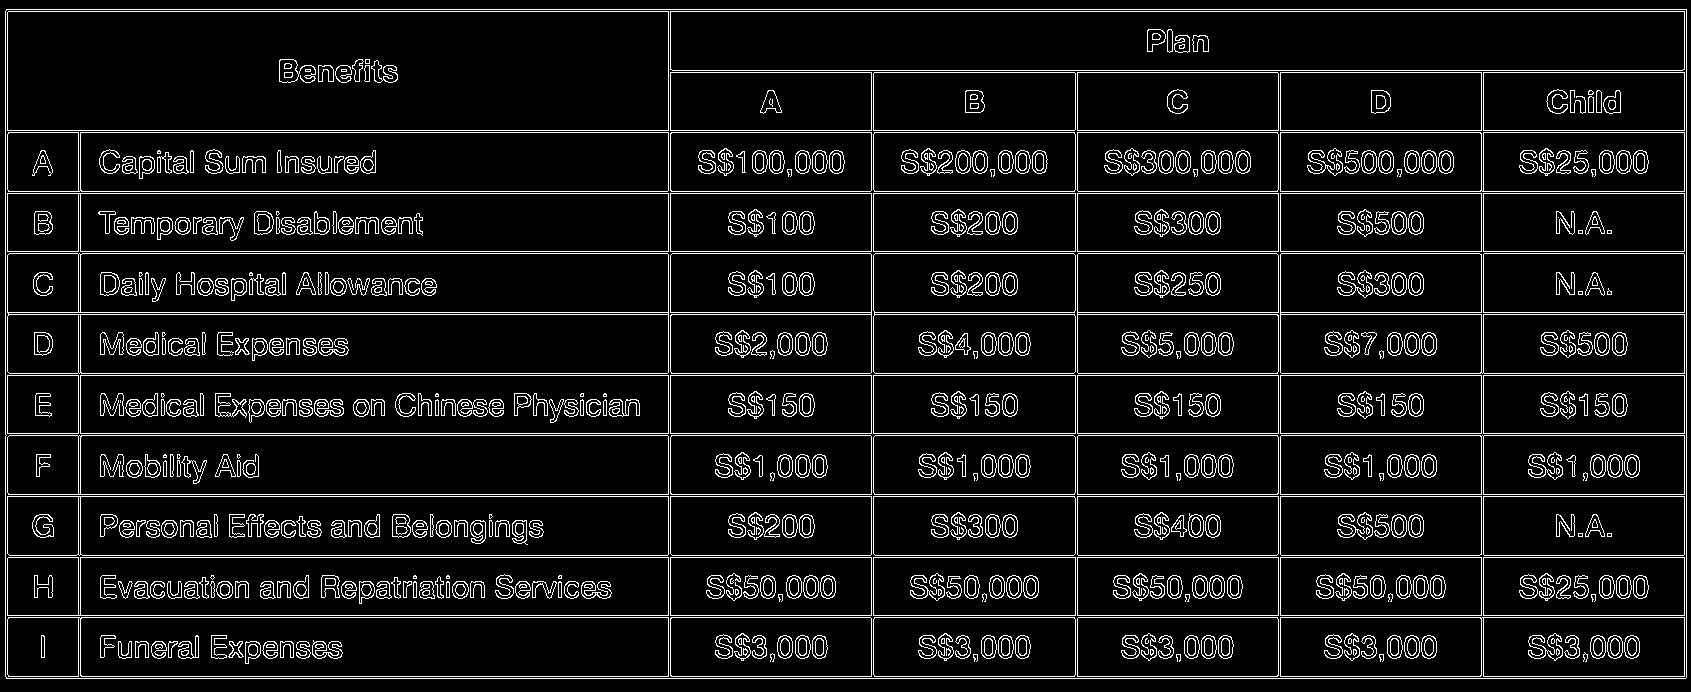 Benefits Plan
A B C D Child
A Capital Sum Insured S$100,000 S$200,000 S$300,000 S$500,000 S$25,000
B Temporary Disablement S$100 S$200 S$300 S$500 N.A.
C Daily Hospital Allowance S$100 S$200 S$250 S$300 N.A.
D Medical Expenses S$2,000 S$4,000 S$5,000 S$7,000 S$500
E Medical Expenses on Chinese Physician S$150 S$150 S$150 S$150 S$150
F Mobility Aid S$1,000 S$1,000 S$1,000 S$1,000 S$1,000
G Personal Effects and Belongings S$200 S$300 S$400 S$500 N.A.
H Evacuation and Repatriation Services S$50,000 S$50,000 S$50,000 S$50,000 S$25,000
I Funeral Expenses S$3,000 S$3,000 S$3,000 S$3,000 S$3,000